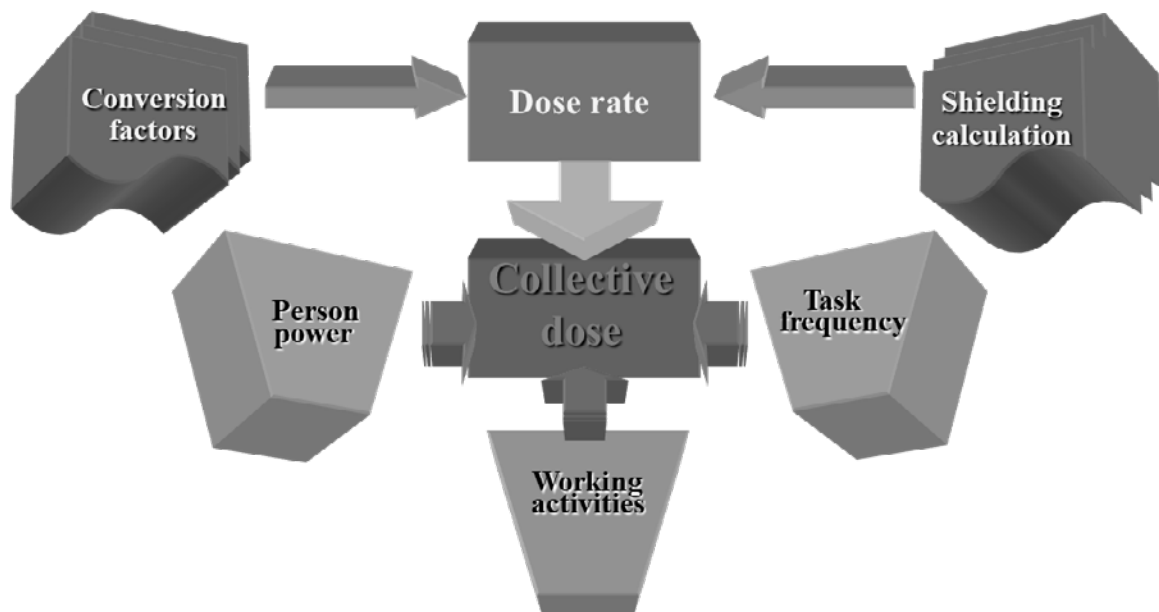 Conversion
factors
Dose rate
Shielding
calculation
Collective
dose
Person
power
Task
frequency
Working
activities